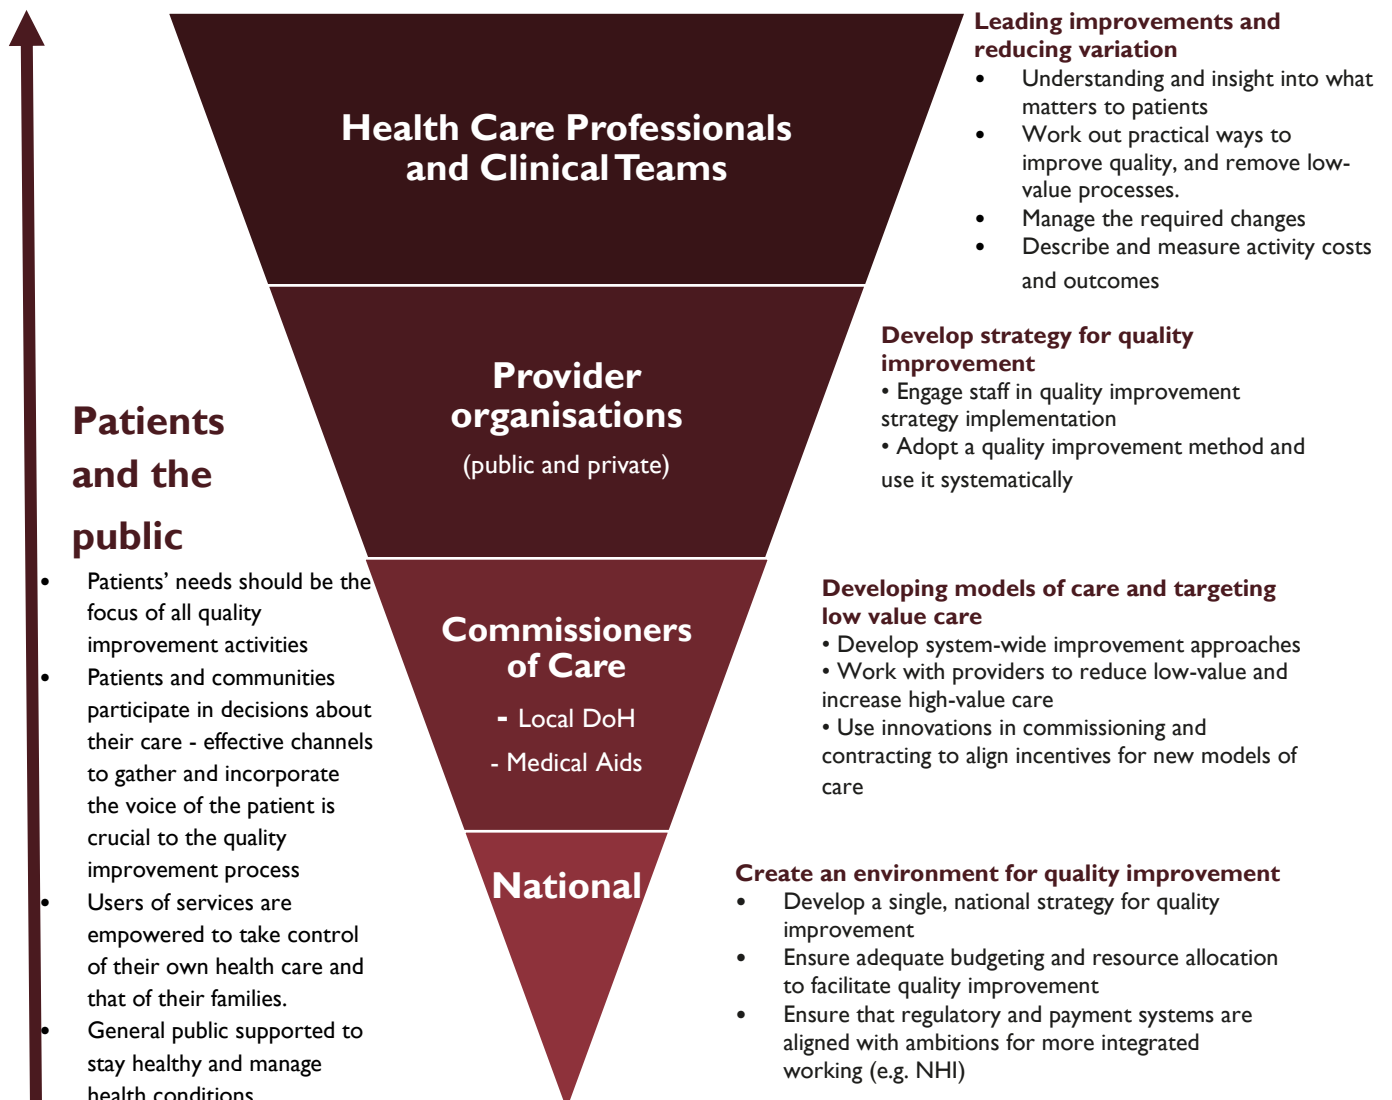 Health Care Professionals
and Clinical Teams
Leading improvements and
reducing variation
• Understanding and insight into what
matters to patients
• Work out practical ways to
improve quality, and remove low-
value processes.
• Manage the required changes
• Describe and measure activity costs
and outcomes
Provider
organisations
(public and private)
Develop strategy for quality
improvement
• Engage staff in quality improvement
strategy implementation
• Adopt a quality improvement method and
use it systematically
Commissioners
of Care
- Local DoH
- Medical Aids
Developing models of care and targeting
low value care
• Develop system-wide improvement approaches
• Work with providers to reduce low-value and
increase high-value care
• Use innovations in commissioning and
contracting to align incentives for new models of
care
National
Create an environment for quality improvement
• Develop a single, national strategy for quality
improvement
• Ensure adequate budgeting and resource allocation
to facilitate quality improvement
• Ensure that regulatory and payment systems are
aligned with ambitions for more integrated
working (e.g. NHI)
Patients
and the
public
• Patients’ needs should be the
focus of all quality
improvement activities
• Patients and communities
participate in decisions about
their care - effective channels
to gather and incorporate
the voice of the patient is
crucial to the quality
improvement process
• Users of services are
empowered to take control
of their own health care and
that of their families.
• General public supported to
stay healthy and manage
health conditions